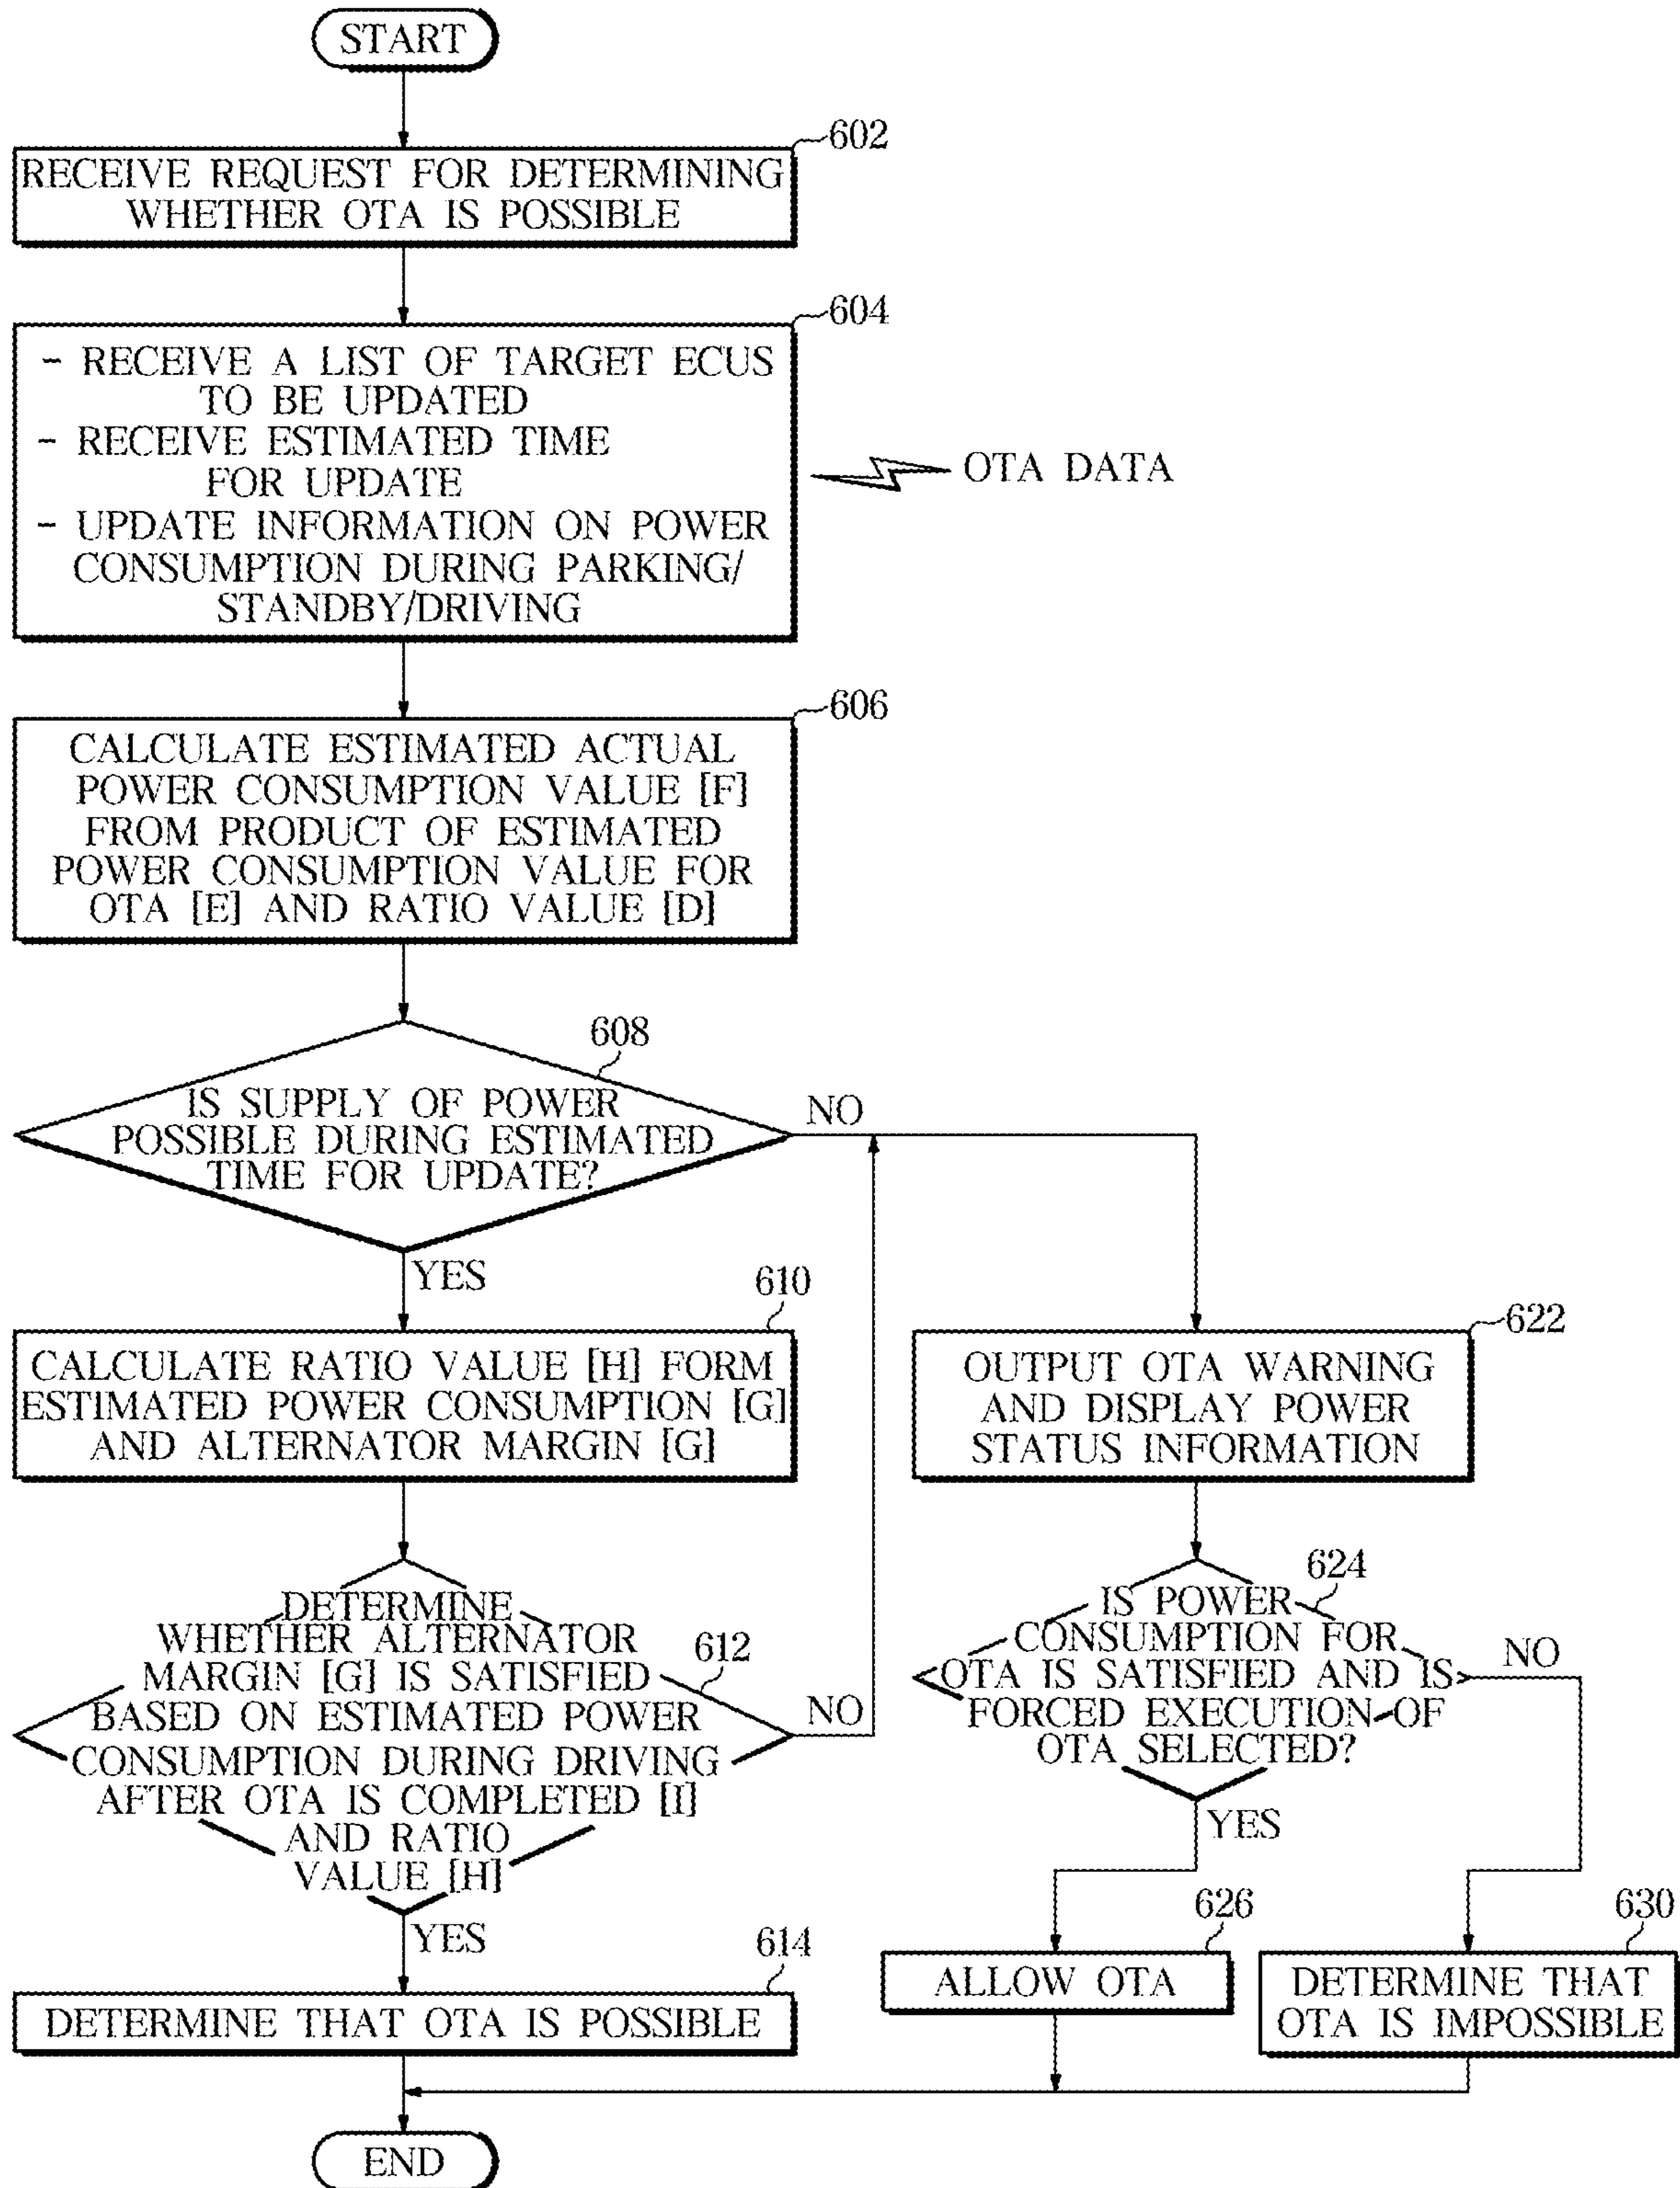 START
602
RECEIVE REQUEST FOR DETERMINING
WHETHER OTA IS POSSIBLE
604
- RECEIVE A LIST OF TARGET ECUS
TO BE UPDATED
- RECEIVE ESTIMATED TIME
FOR UPDATE
- UPDATE INFORMATION ON POWER
CONSUMPTION DURING PARKING/
STANDBY/DRIVING
OTA DATA
606
CALCULATE ESTIMATED ACTUAL
POWER CONSUMPTION VALUE [F]
FROM PRODUCT OF ESTIMATED
POWER CONSUMPTION VALUE FOR
OTA [E] AND RATIO VALUE [D]
608
IS SUPPLY OF POWER
POSSIBLE DURING ESTIMATED
TIME FOR UPDATE?
NO
YES
610
CALCULATE RATIO VALUE [H] FORM
ESTIMATED POWER CONSUMPTION [G]
AND ALTERNATOR MARGIN [G]
612
DETERMINE
WHETHER ALTERNATOR
MARGIN [G] IS SATISFIED
BASED ON ESTIMATED POWER
CONSUMPTION DURING DRIVING
AFTER OTA IS COMPLETED [I]
AND RATIO
VALUE [H]
NO
YES
614
DETERMINE THAT OTA IS POSSIBLE
622
OUTPUT OTA WARNING
AND DISPLAY POWER
STATUS INFORMATION
624
IS POWER
CONSUMPTION FOR
OTA IS SATISFIED AND IS
FORCED EXECUTION OF
OTA SELECTED?
NO
YES
626
ALLOW OTA
630
DETERMINE THAT
OTA IS IMPOSSIBLE
END